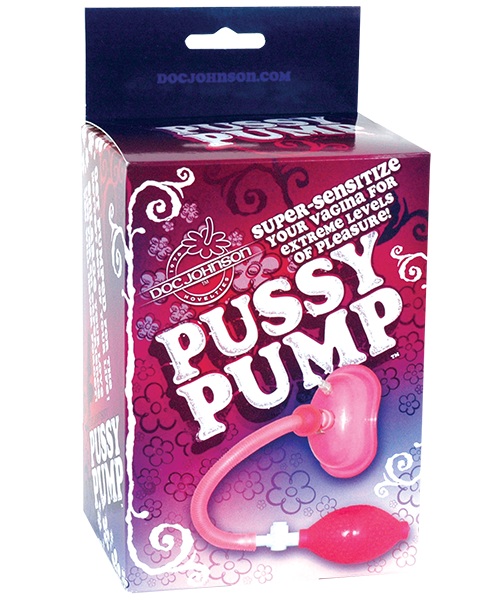 DOCJOHNSON.COM
PUSSY
PUMP
SUPER-SENSITIZE
YOUR VAGINA FOR
EXTREME LEVELS
OF PLEASURE!
DOC JOHNSON
NOVELTIES
PUSSY
PUMP™
PUSSY
PUMP